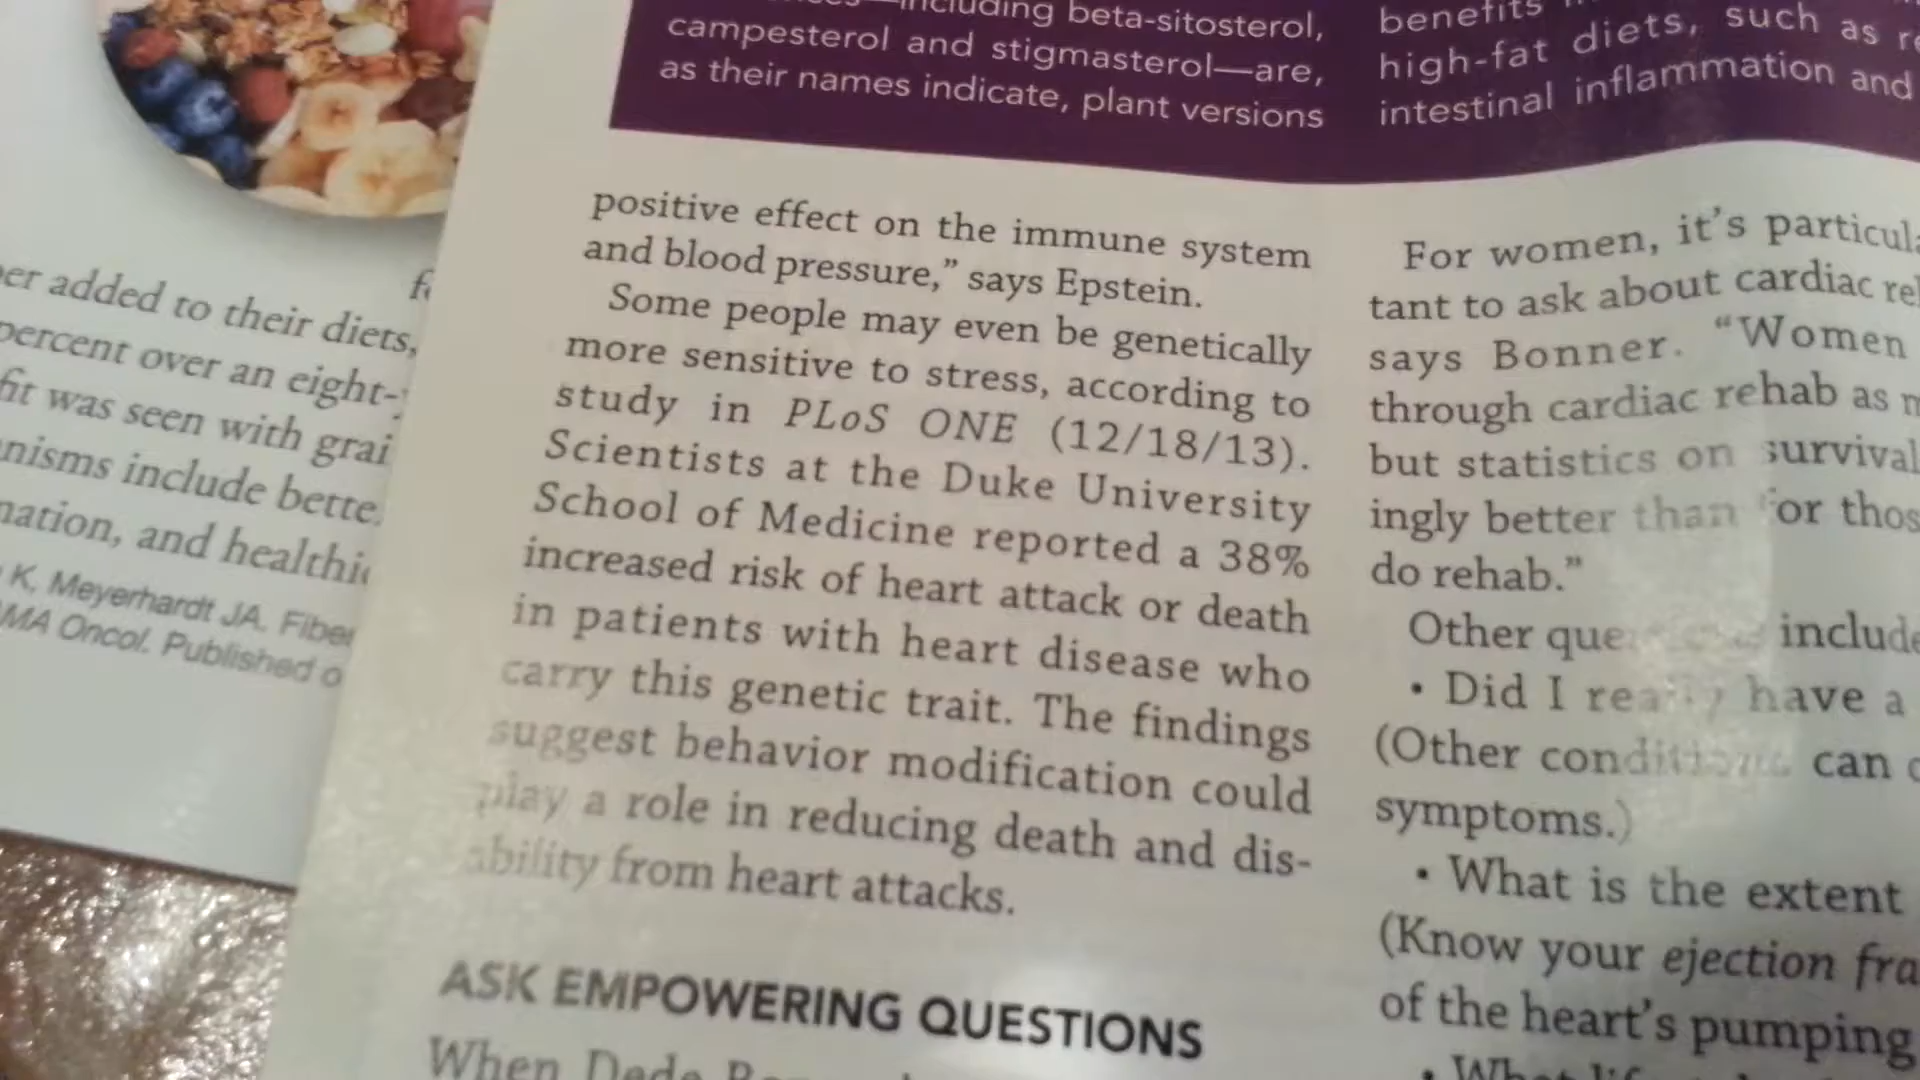 er added to their diets,
percent over an eight-
fit was seen with grai
nisms include bette
mation, and healthi
K, Meyerhardt JA. Fiber
MA Oncol. Published o
including beta-sitosterol,
campesterol and stigmasterol—are,
as their names indicate, plant versions
benefits
high-fat diets, such as re
intestinal inflammation and
positive effect on the immune system
and blood pressure,” says Epstein.
Some people may even be genetically
more sensitive to stress, according to
study in PLoS ONE (12/18/13).
Scientists at the Duke University
School of Medicine reported a 38%
increased risk of heart attack or death
in patients with heart disease who
carry this genetic trait. The findings
suggest behavior modification could
play a role in reducing death and dis-
ability from heart attacks.
ASK EMPOWERING QUESTIONS
When Dede
For women, it’s particula
tant to ask about cardiac re
says Bonner. “Women
through cardiac rehab as m
but statistics on survival
ingly better than for thos
do rehab.”
Other que include
• Did I really have a
(Other conditions can c
symptoms.)
• What is the extent
(Know your ejection fra
of the heart’s pumping
• What